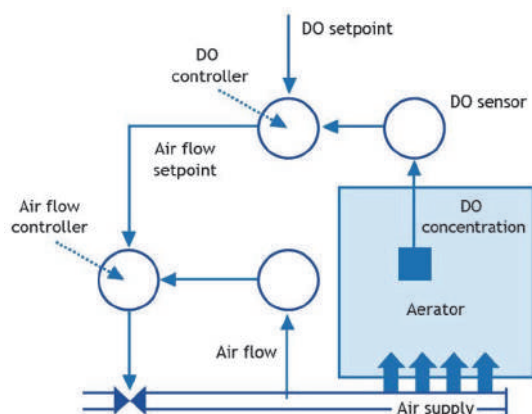 DO setpoint
DO
controller
DO sensor
Air flow
setpoint
Air flow
controller
DO
concentration
Aerator
Air flow
Air supply